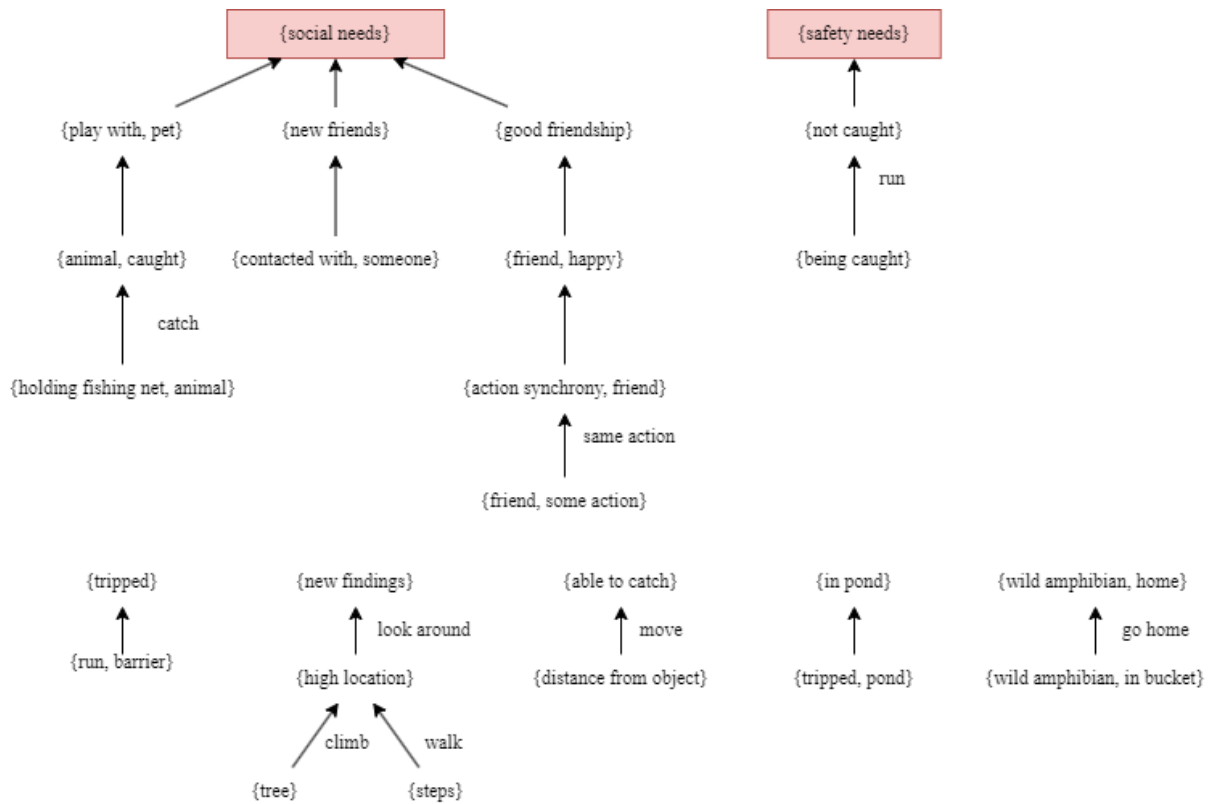 {social needs}
{safety needs}
{play with, pet}
{new friends}
{good friendship}
{not caught}
run
{animal, caught}
{contacted with, someone}
{friend, happy}
{being caught}
catch
{holding fishing net, animal}
{action synchrony, friend}
same action
{friend, some action}
{tripped}
{new findings}
{able to catch}
{in pond}
{wild amphibian, home}
look around
move
go home
{run, barrier}
{high location}
{distance from object}
{tripped, pond}
{wild amphibian, in bucket}
climb
walk
{tree}
{steps}